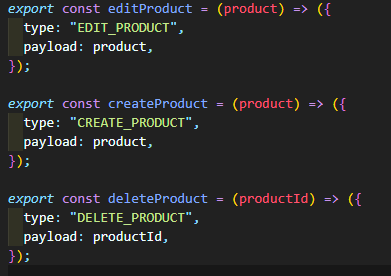 export const editProduct = (product) => ({
  type: "EDIT_PRODUCT",
  payload: product,
});

export const createProduct = (product) => ({
  type: "CREATE_PRODUCT",
  payload: product,
});

export const deleteProduct = (productId) => ({
  type: "DELETE_PRODUCT",
  payload: productId,
});